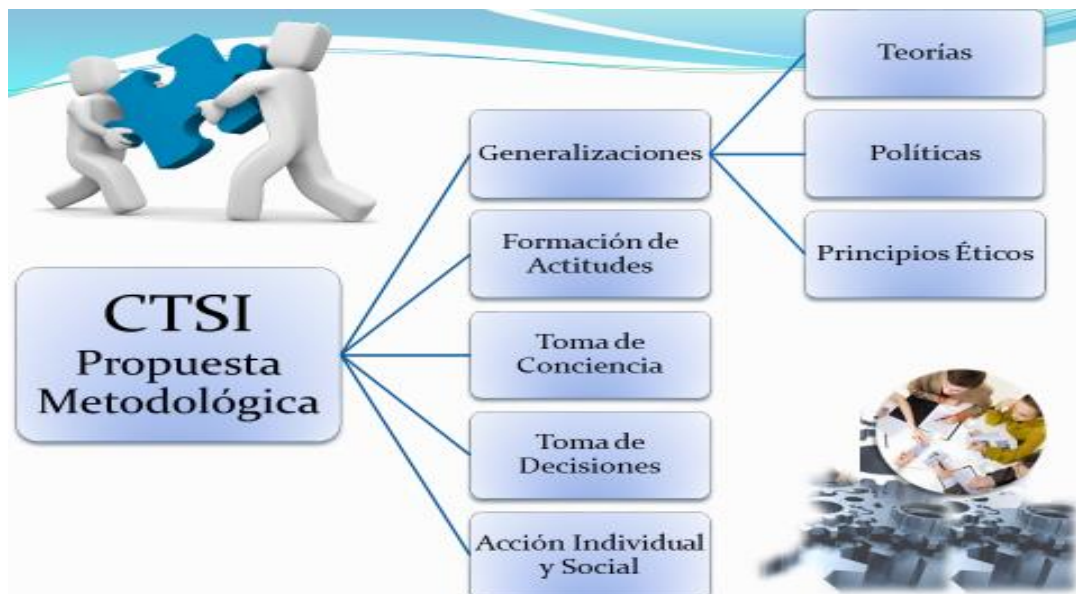 CTSI
Propuesta
Metodológica
Generalizaciones
Formación de
Actitudes
Toma de
Conciencia
Toma de
Decisiones
Acción Individual
y Social
Teorías
Políticas
Principios Éticos